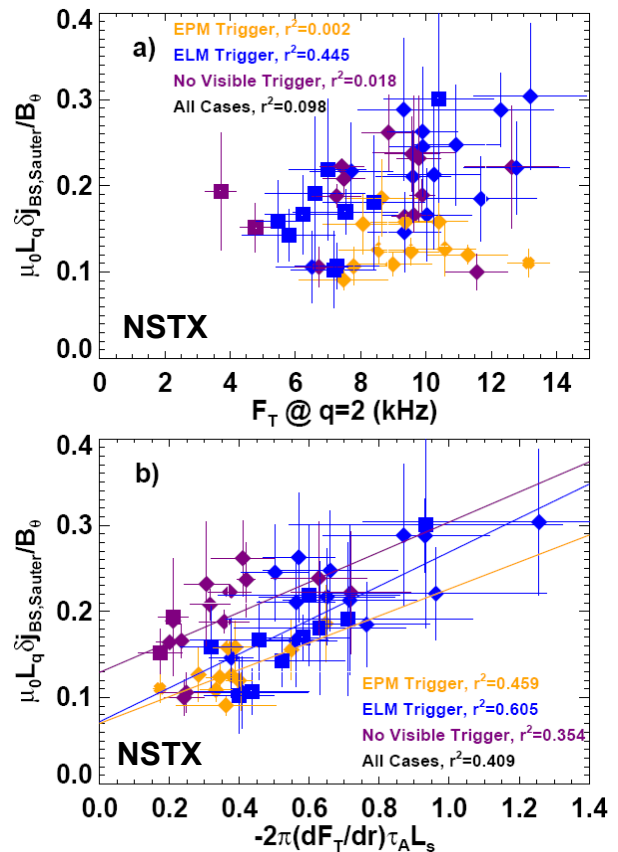 a)
EPM Trigger, r²=0.002
ELM Trigger, r²=0.445
No Visible Trigger, r²=0.018
All Cases, r²=0.098
0.4
0.3
0.2
0.1
0.0
μ₀L_qδj_BS,Sauter/B_θ
NSTX
0 2 4 6 8 10 12 14
F_T @ q=2 (kHz)
b)
0.4
0.3
0.2
0.1
0.0
μ₀L_qδj_BS,Sauter/B_θ
EPM Trigger, r²=0.459
ELM Trigger, r²=0.605
No Visible Trigger, r²=0.354
All Cases, r²=0.409
NSTX
0.0 0.2 0.4 0.6 0.8 1.0 1.2 1.4
-2π(dF_T/dr)τ_AL_s